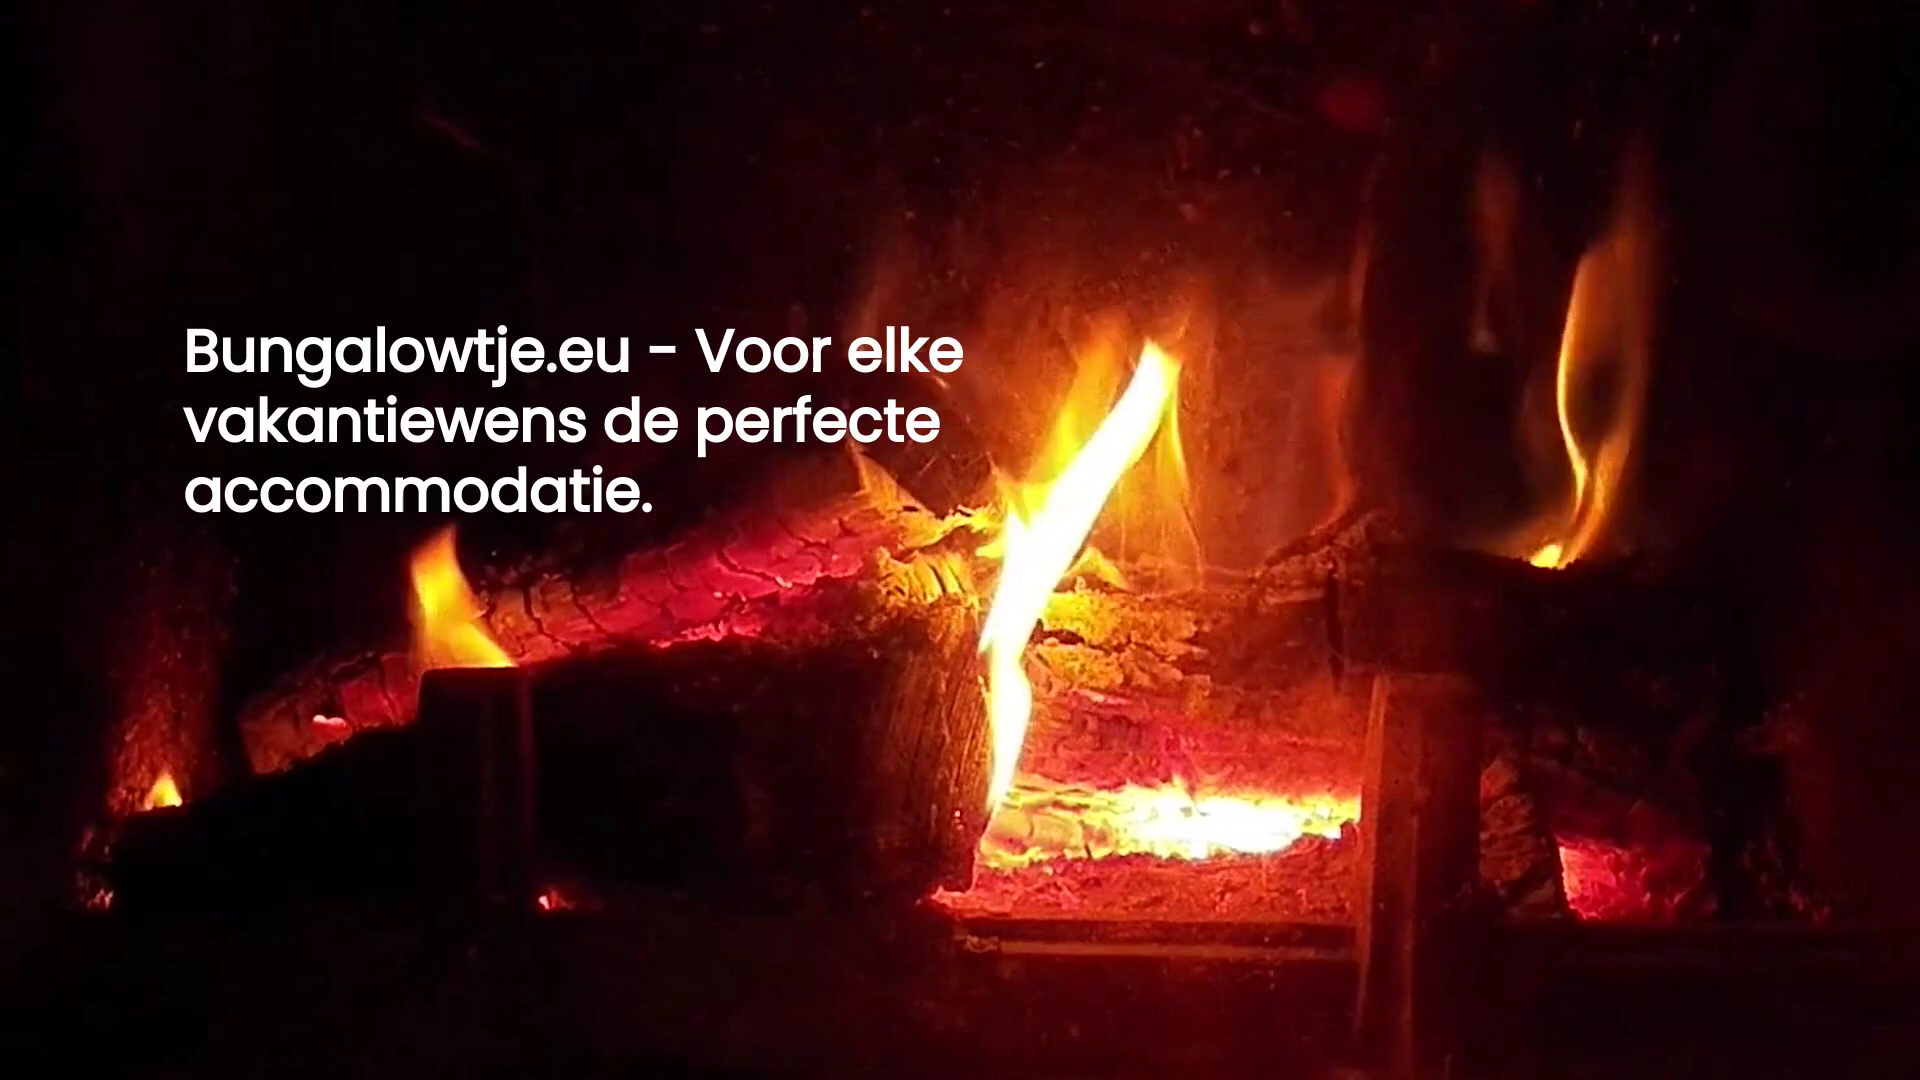 Bungalowtje.eu - Voor elke
vakantiewens de perfecte
accommodatie.